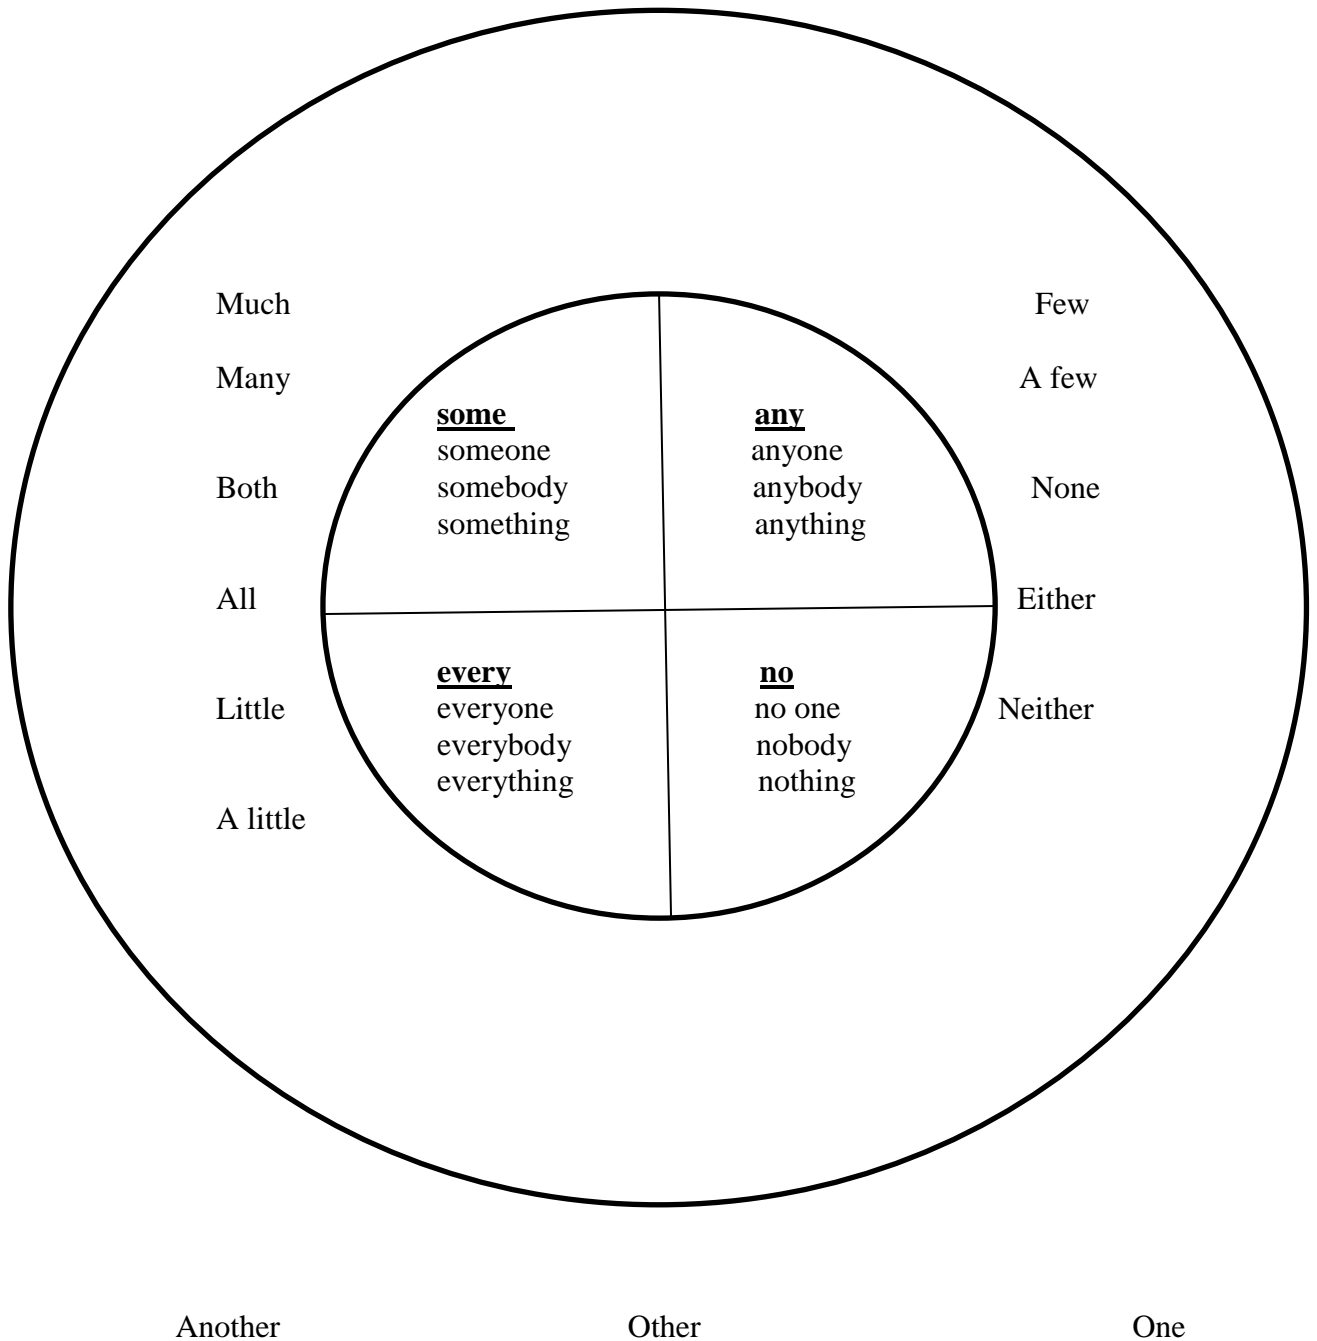 Much
Few
Many
A few
some
any
someone
anyone
Both
somebody
anybody
None
something
anything
All
Either
every
no
Little
everyone
no one
Neither
everybody
nobody
everything
nothing
A little
Another
Other
One